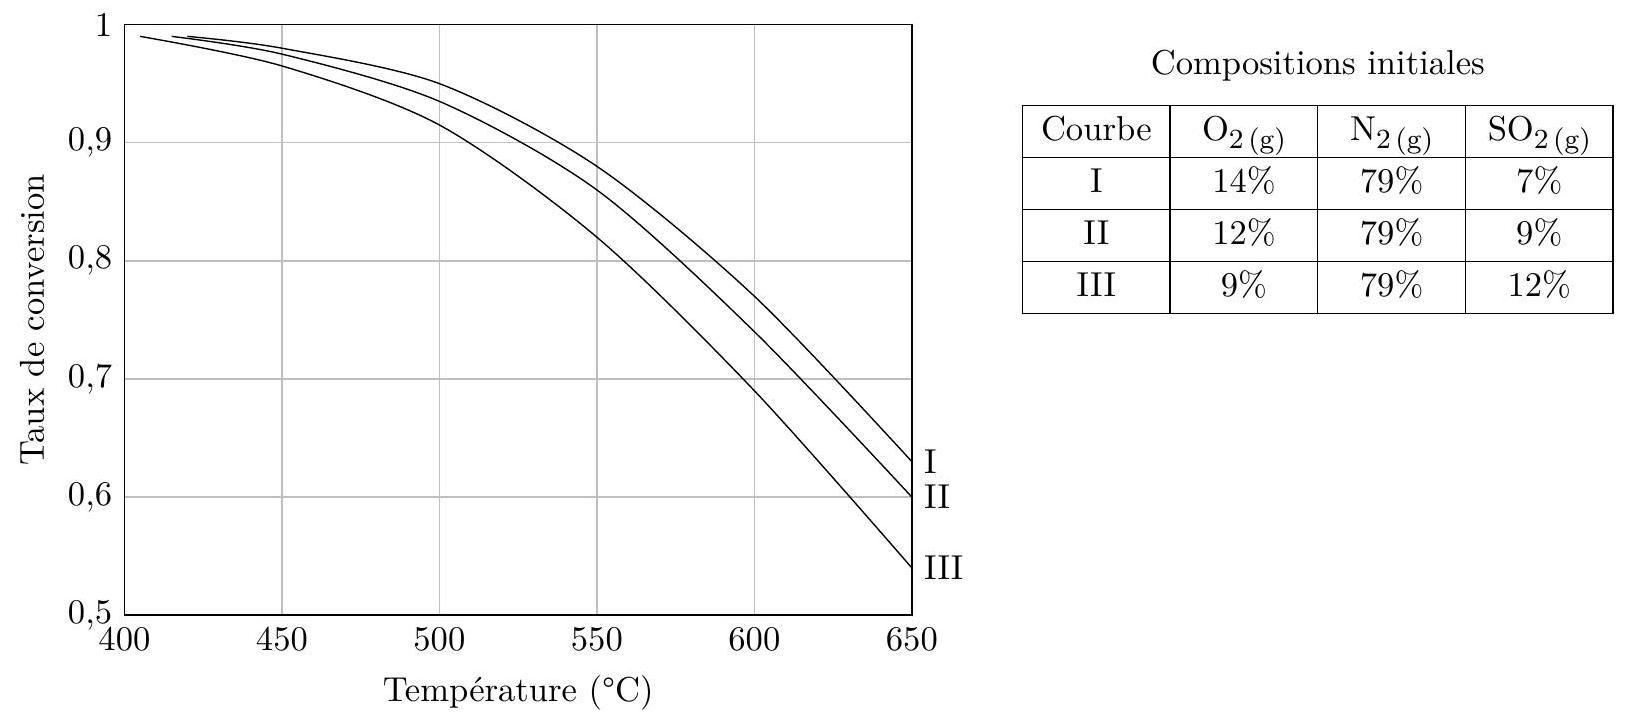 1
0,9
0,8
0,7
0,6
0,5
400 450 500 550 600 650
Température (°C)
Taux de conversion
I
II
III
Compositions initiales
Courbe O2 (g) N2 (g) SO2 (g)
I 14% 79% 7%
II 12% 79% 9%
III 9% 79% 12%